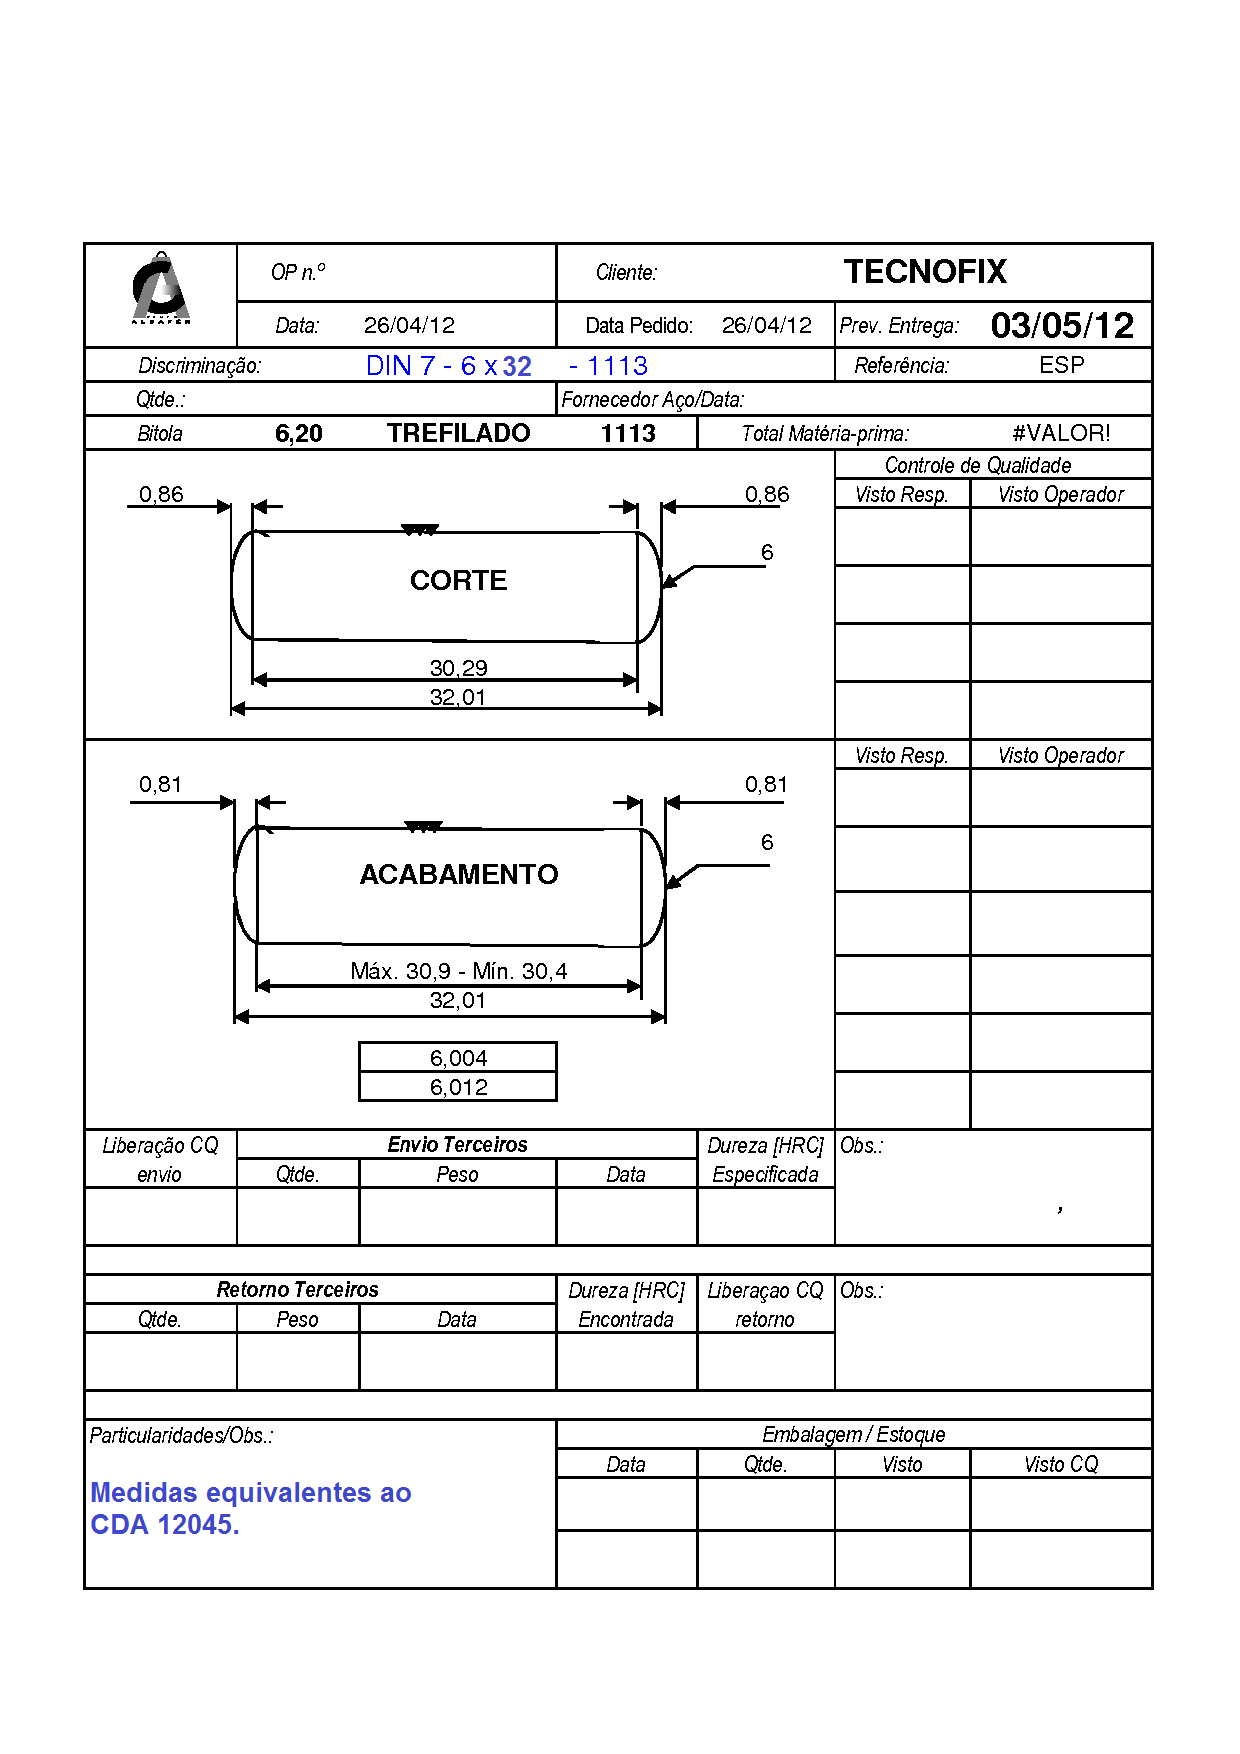 ALPAFER
OP n.º
Cliente: TECNOFIX
Data: 26/04/12 Data Pedido: 26/04/12 Prev. Entrega: 03/05/12
Discriminação: DIN 7 - 6 x 32 - 1113 Referência: ESP
Qtde.: Fornecedor Aço/Data:
Bitola 6,20 TREFILADO 1113 Total Matéria-prima: #VALOR!
Controle de Qualidade
Visto Resp. Visto Operador
0,86 0,86
6
CORTE
30,29
32,01
Visto Resp. Visto Operador
0,81 0,81
6
ACABAMENTO
Máx. 30,9 - Mín. 30,4
32,01
6,004
6,012
Liberação CQ envio
Envio Terceiros
Qtde. Peso Data
Dureza [HRC] Especificada
Obs.:
,
Retorno Terceiros
Qtde. Peso Data
Dureza [HRC] Encontrada
Liberaçao CQ retorno
Obs.:
Particularidades/Obs.:
Medidas equivalentes ao
CDA 12045.
Embalagem / Estoque
Data Qtde. Visto Visto CQ